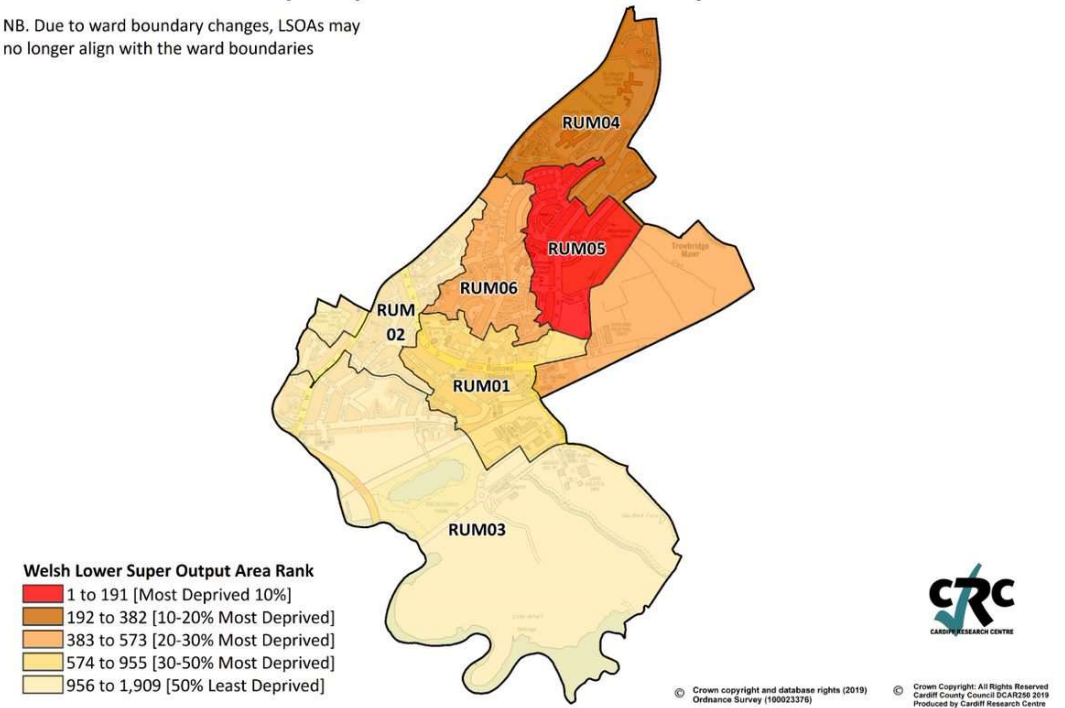 NB. Due to ward boundary changes, LSOAs may
no longer align with the ward boundaries
RUM04
RUM05
Trowbridge
Mawr
RUM06
RUM
02
RUM01
RUM03
Welsh Lower Super Output Area Rank
1 to 191 [Most Deprived 10%]
192 to 382 [10-20% Most Deprived]
383 to 573 [20-30% Most Deprived]
574 to 955 [30-50% Most Deprived]
956 to 1,909 [50% Least Deprived]
CRC
CARDIFF RESEARCH CENTRE
© Crown copyright and database rights (2019)
Ordnance Survey (100023376)
© Crown Copyright: All Rights Reserved
Cardiff County Council DCAR250 2019
Produced by Cardiff Research Centre